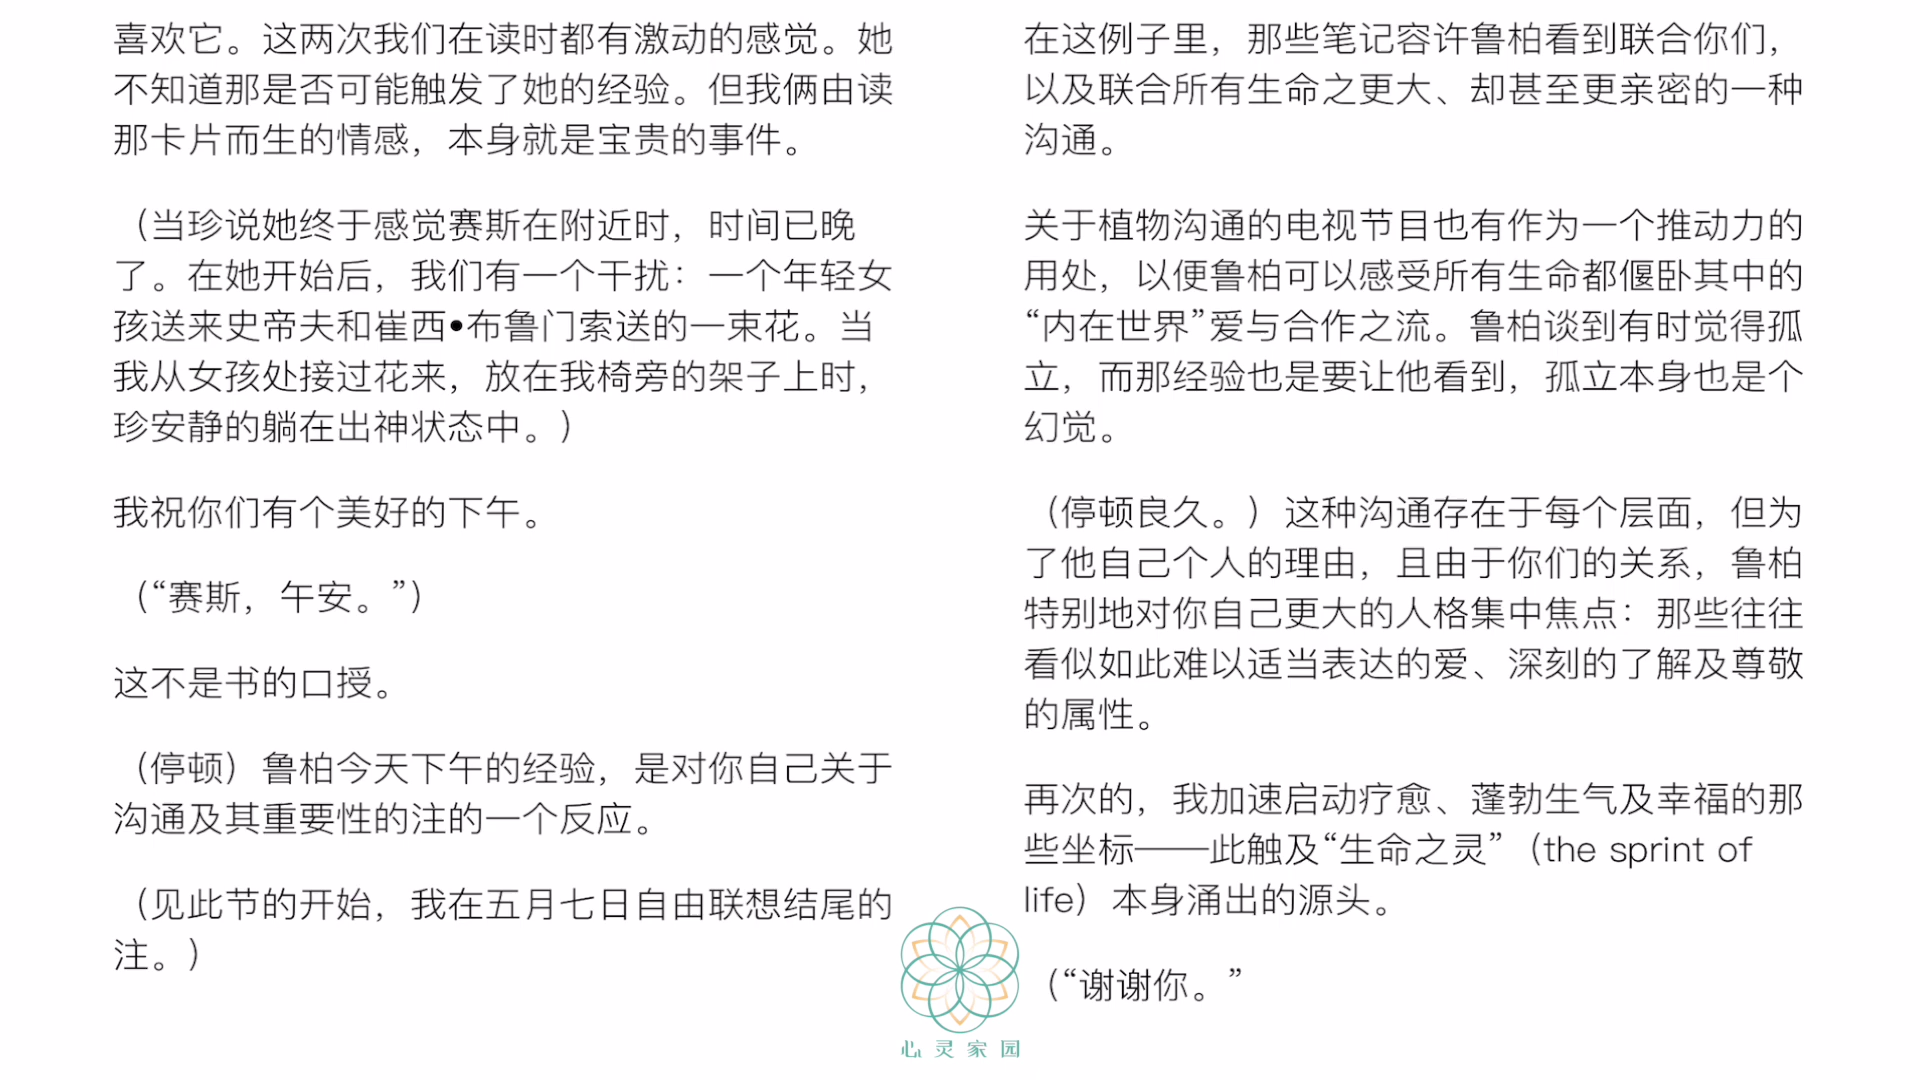 喜欢它。这两次我们在读时都有激动的感觉。她
不知道那是否可能触发了她的经验。但我俩由读
那卡片而生的情感，本身就是宝贵的事件。
（当珍说她终于感觉赛斯在附近时，时间已晚
了。在她开始后，我们有一个干扰：一个年轻女
孩送来史帝夫和崔西•布鲁门索送的一束花。当
我从女孩处接过花来，放在我椅旁的架子上时，
珍安静的躺在出神状态中。）
我祝你们有个美好的下午。
（“赛斯，午安。”）
这不是书的口授。
（停顿）鲁柏今天下午的经验，是对你自己关于
沟通及其重要性的注的一个反应。
（见此节的开始，我在五月七日自由联想结尾的
注。）
在这例子里，那些笔记容许鲁柏看到联合你们，
以及联合所有生命之更大、却甚至更亲密的一种
沟通。
关于植物沟通的电视节目也有作为一个推动力的
用处，以便鲁柏可以感受所有生命都偃卧其中的
“内在世界”爱与合作之流。鲁柏谈到有时觉得孤
立，而那经验也是要让他看到，孤立本身也是个
幻觉。
（停顿良久。）这种沟通存在于每个层面，但为
了他自己个人的理由，且由于你们的关系，鲁柏
特别地对你自己更大的人格集中焦点：那些往往
看似如此难以适当表达的爱、深刻的了解及尊敬
的属性。
再次的，我加速启动疗愈、蓬勃生气及幸福的那
些坐标——此触及“生命之灵”（the sprint of
life）本身涌出的源头。
（“谢谢你。”
心灵家园